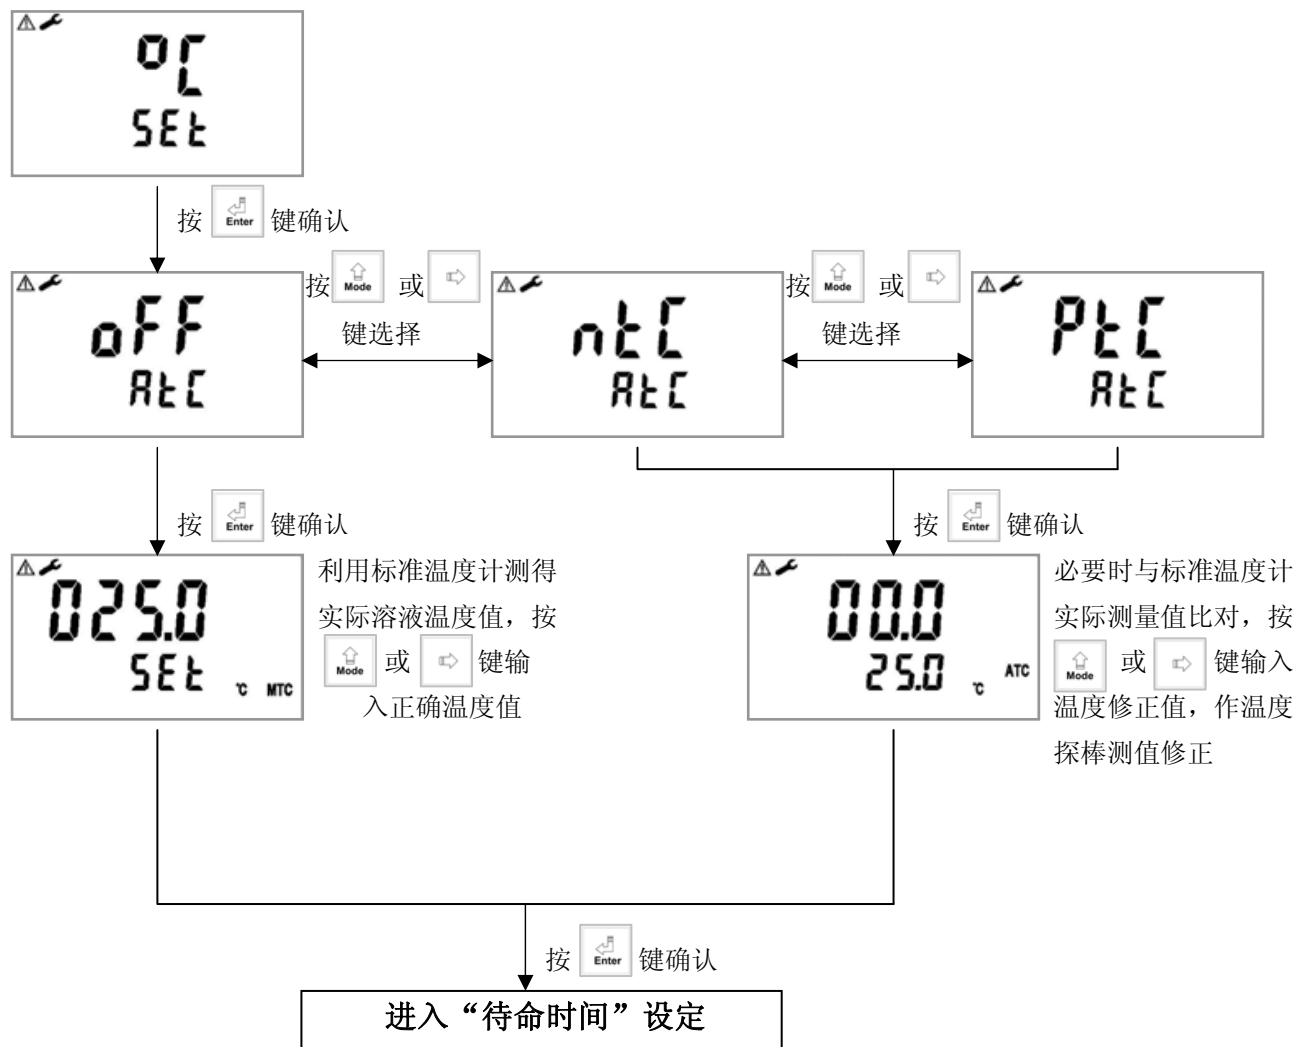 °C
SEt
按 Enter 键确认
oFF
AtC
按 Mode 或
键选择
ntC
AtC
按 Mode 或
键选择
PtC
AtC
按 Enter 键确认
025.0
SEt ℃ MTC
利用标准温度计测得
实际溶液温度值，按
Mode 或 键输
入正确温度值
按 Enter 键确认
00.0
25.0 ℃ ATC
必要时与标准温度计
实际测量值比对，按
Mode 或 键输入
温度修正值，作温度
探棒测值修正
按 Enter 键确认
进入“待命时间”设定